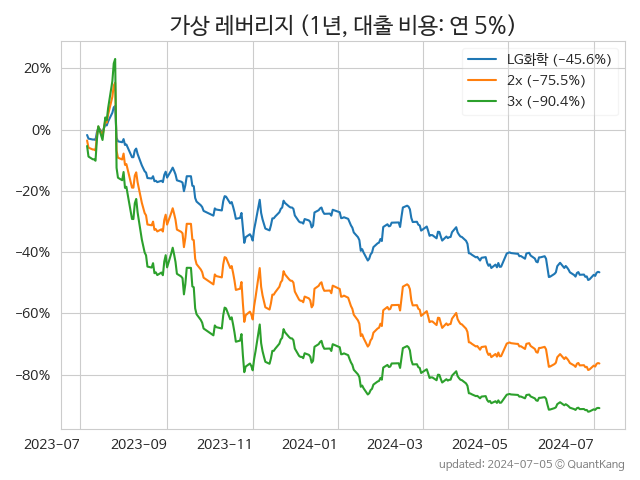 가상 레버리지 (1년, 대출 비용: 연 5%)
LG화학 (-45.6%)
2x (-75.5%)
3x (-90.4%)
20%
0%
-20%
-40%
-60%
-80%
2023-07 2023-09 2023-11 2024-01 2024-03 2024-05 2024-07
updated: 2024-07-05 © QuantKang